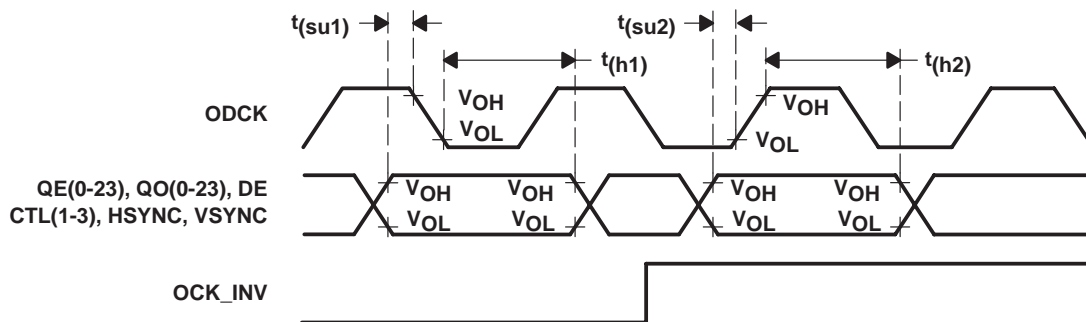 t(su1)
t(su2)
t(h1)
t(h2)
ODCK
VOH
VOL
VOH
VOL
QE(0-23), QO(0-23), DE
CTL(1-3), HSYNC, VSYNC
VOH
VOH
VOH
VOH
VOL
VOL
VOL
VOL
OCK_INV